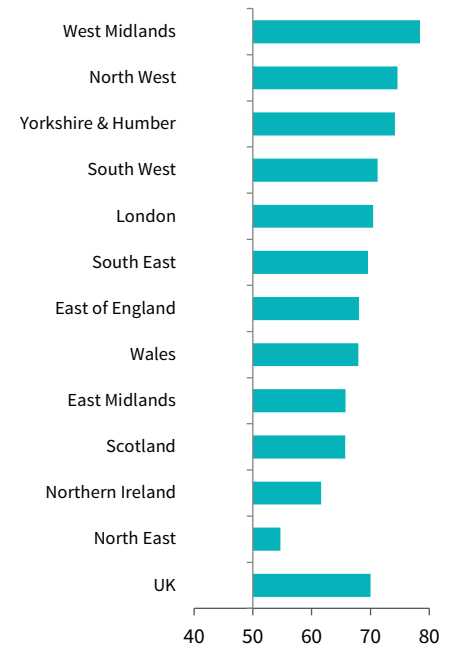 West Midlands
North West
Yorkshire & Humber
South West
London
South East
East of England
Wales
East Midlands
Scotland
Northern Ireland
North East
UK
40 50 60 70 80